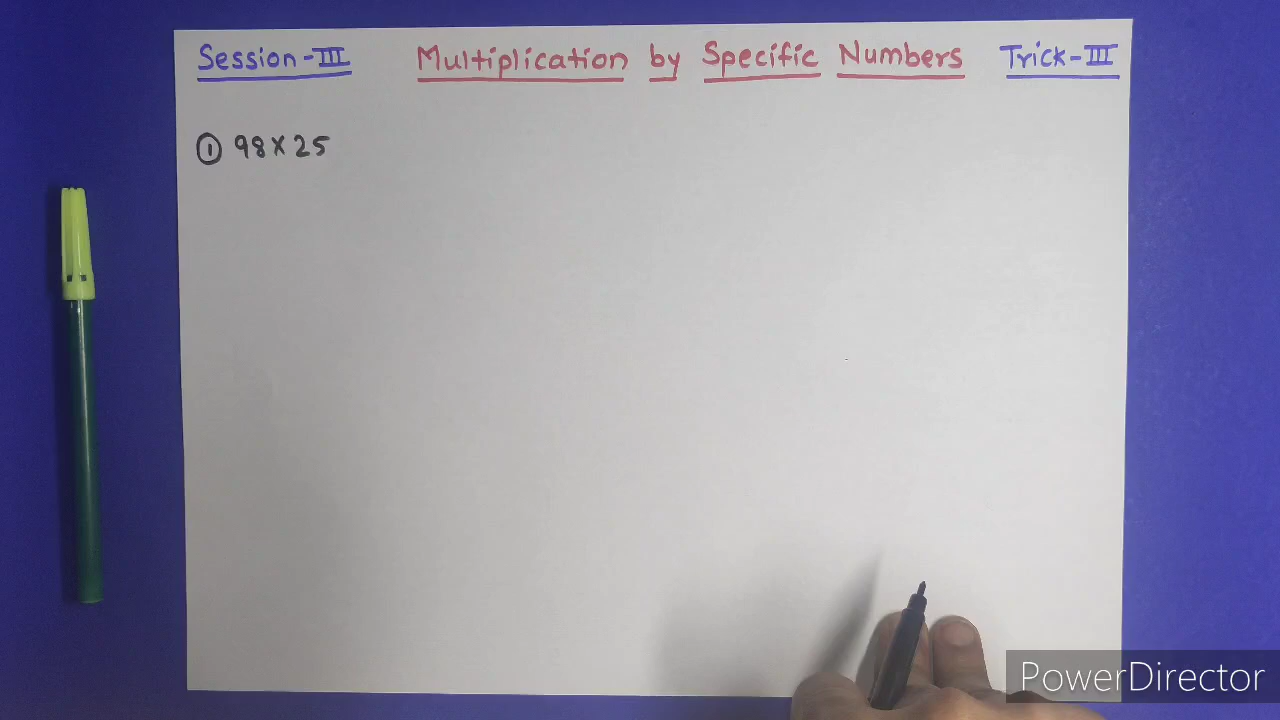 Session-III Multiplication by Specific Numbers Trick-III
① 98 x 25
PowerDirector